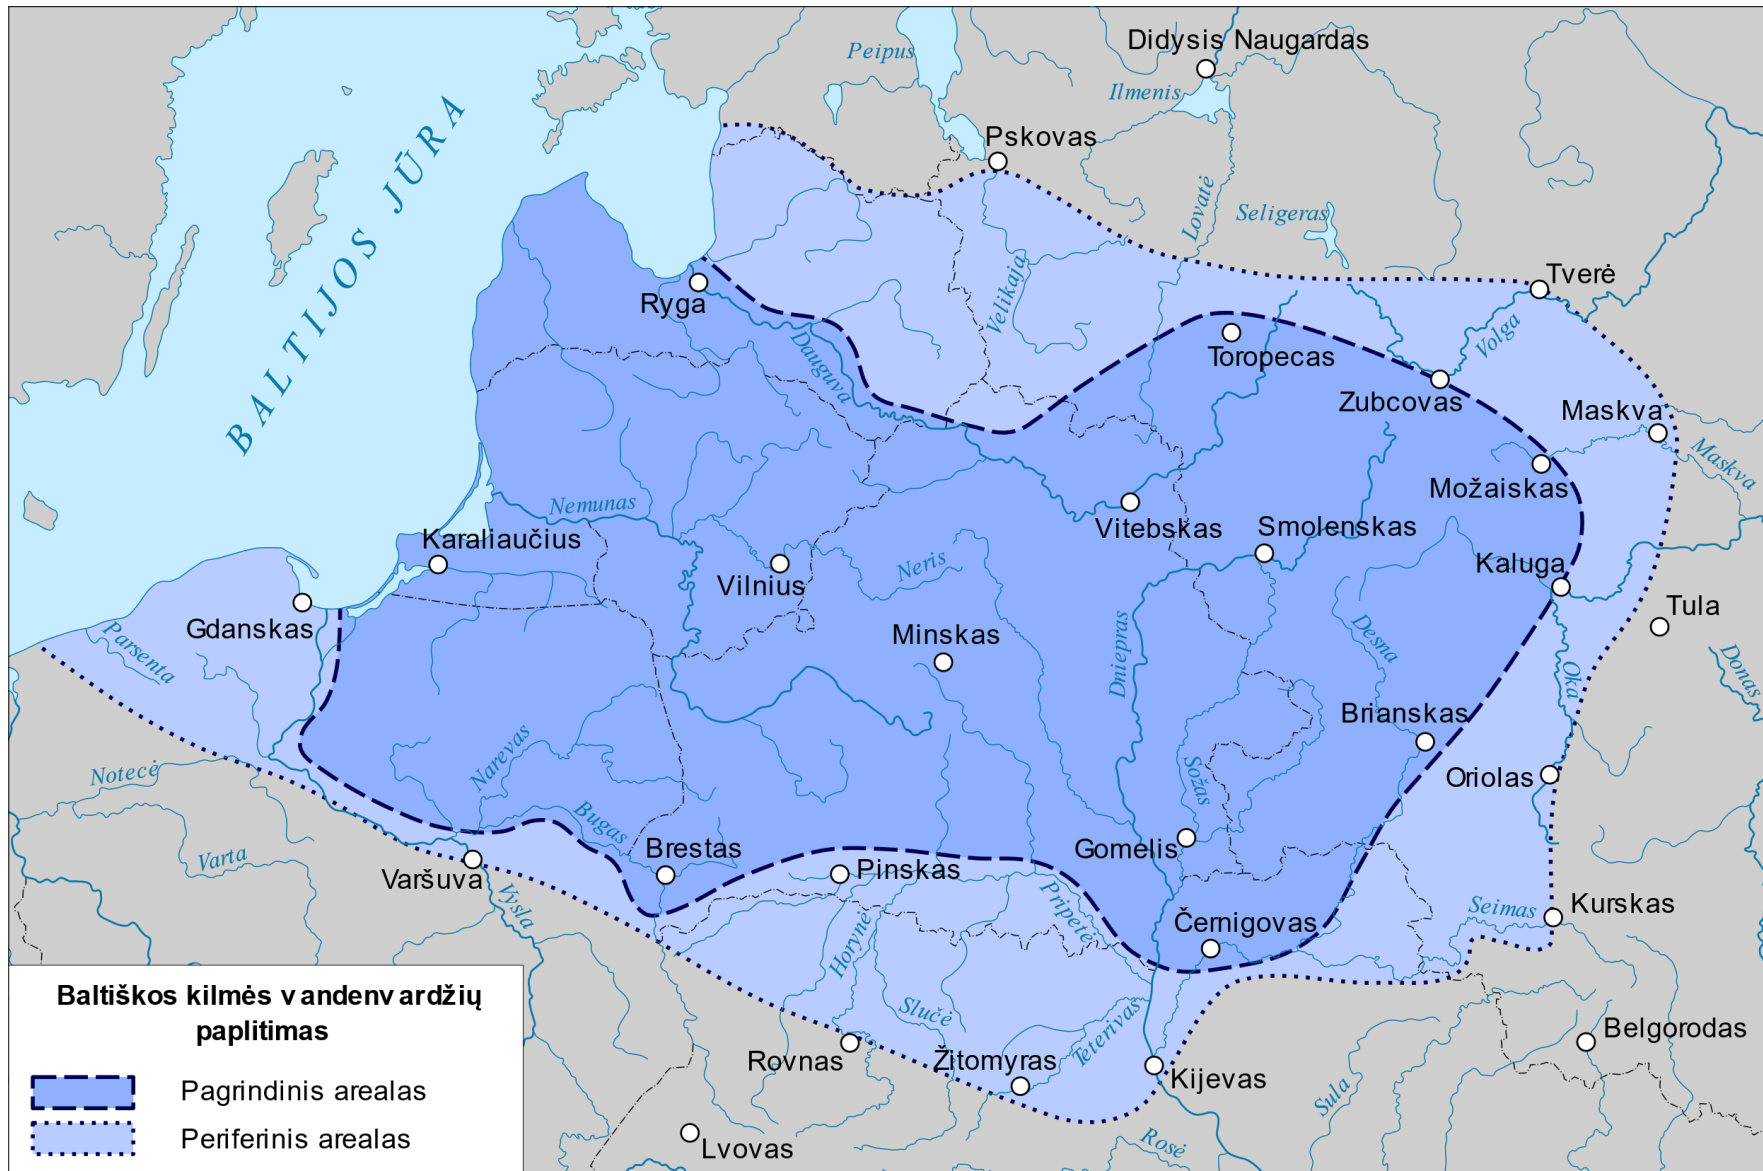 Didysis Naugardas
Peipus
Ilmenis
Pskovas
BALTIJOS JŪRA
Lovatė
Seligeras
Velikaja
Tverė
Ryga
Volga
Toropecas
Dauguva
Zubcovas
Maskva
Maskva
Možaiskas
Nemunas
Vitebskas
Smolenskas
Karaliaučius
Vilnius
Neris
Kaluga
Gdanskas
Tula
Parsenta
Minskas
Dniepras
Desna
Oka
Donas
Brianskas
Narevas
Notecė
Sožas
Oriolas
Bugas
Varta
Brestas
Gomelis
Varšuva
Pinskas
Vysla
Pripetė
Seimas
Kurskas
Černigovas
Horynė
Baltiškos kilmės vandenvardžių
paplitimas
Slučė
Teterivas
Belgorodas
Rovnas
Žitomyras
Kijevas
Pagrindinis arealas
Sula
Periferinis arealas
Lvovas
Rosė